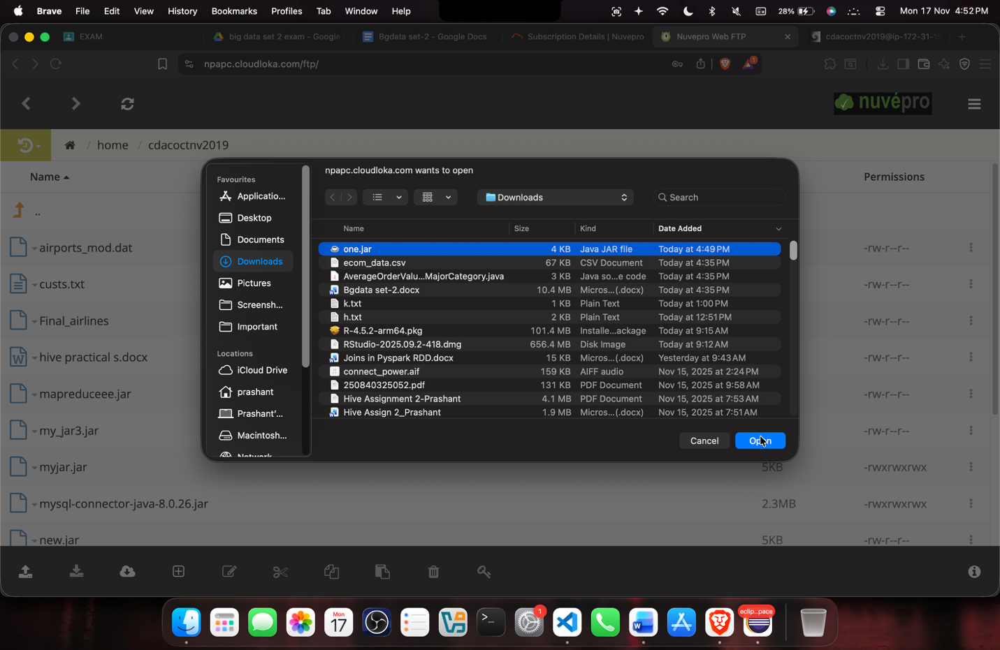 Brave File Edit View History Bookmarks Profiles Tab Window Help 28% Mon 17 Nov 4:52 PM
EXAM big data set 2 exam - Google Bgdata set-2 - Google Docs Subscription Details | Nuvepro Nuvepro Web FTP cdacoctnv2019@ip-172-31-1
npapc.cloudloka.com/ftp/ 1
nuvépro
/ home / cdacoctnv2019
Name Permissions
..
airports_mod.dat -rw-r--r--
custs.txt -rw-r--r--
Final_airlines -rw-r--r--
hive practical s.docx -rw-r--r--
mapreduceee.jar -rw-r--r--
my_jar3.jar -rw-r--r--
myjar.jar 5KB -rwxrwxrwx
mysql-connector-java-8.0.26.jar 2.3MB -rwxrwxrwx
new.jar 5KB -rw-r--r--
npapc.cloudloka.com wants to open
Favourites
Applicatio...
Desktop
Documents
Downloads
Pictures
Screensh...
Important
Locations
iCloud Drive
prashant
Prashant'...
Macintosh...
Network
Downloads Search
Name Size Kind Date Added
one.jar 4 KB Java JAR file Today at 4:49 PM
ecom_data.csv 67 KB CSV Document Today at 4:35 PM
AverageOrderValu...MajorCategory.java 3 KB Java so...e code Today at 4:35 PM
Bgdata set-2.docx 10.4 MB Micros...(.docx) Today at 4:35 PM
k.txt 1 KB Plain Text Today at 1:00 PM
h.txt 2 KB Plain Text Today at 12:51 PM
R-4.5.2-arm64.pkg 101.4 MB Installe...ackage Today at 9:15 AM
RStudio-2025.09.2-418.dmg 656.4 MB Disk Image Today at 9:12 AM
Joins in Pyspark RDD.docx 15 KB Micros...(.docx) Yesterday at 9:43 AM
connect_power.aif 159 KB AIFF audio Nov 15, 2025 at 2:24 PM
250840325052.pdf 131 KB PDF Document Nov 15, 2025 at 9:58 AM
Hive Assignment 2-Prashant 4.1 MB PDF Document Nov 15, 2025 at 7:53 AM
Hive Assign 2_Prashant 1.9 MB Micros...(.docx) Nov 15, 2025 at 7:51 AM
Cancel Open
Mon
17
1
eclip...pace